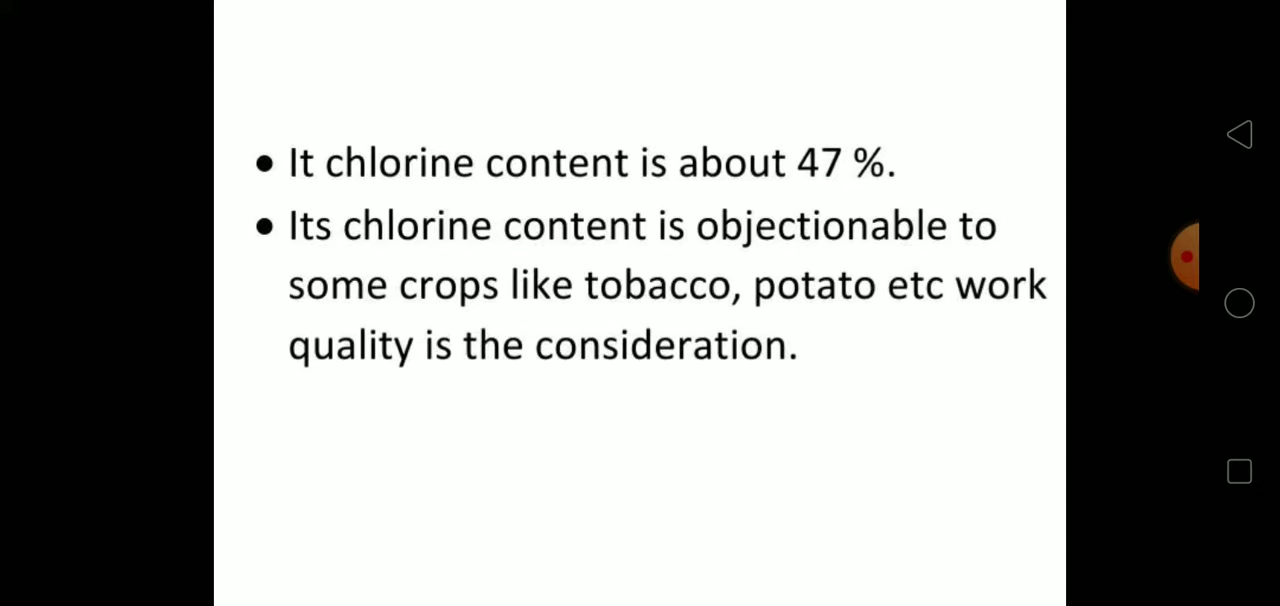 • It chlorine content is about 47 %.
• Its chlorine content is objectionable to
some crops like tobacco, potato etc work
quality is the consideration.